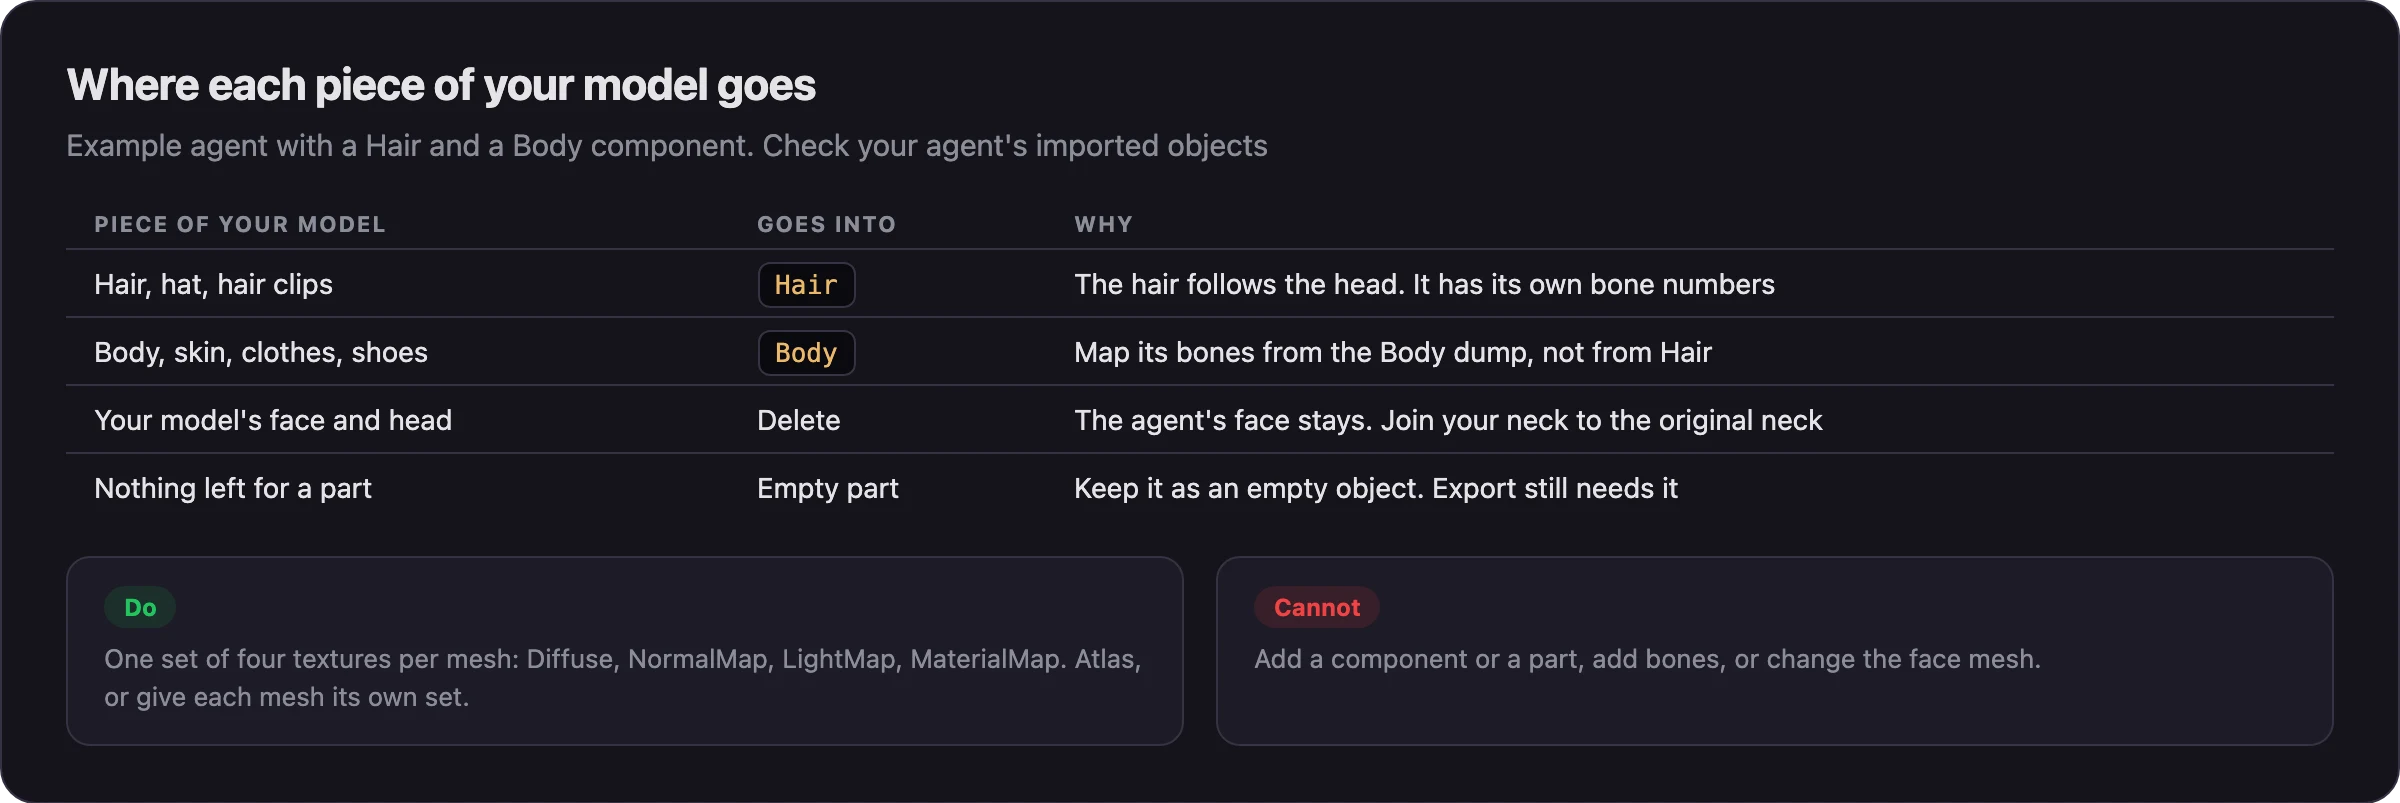 Where each piece of your model goes
Example agent with a Hair and a Body component. Check your agent's imported objects
PIECE OF YOUR MODEL GOES INTO WHY
Hair, hat, hair clips Hair The hair follows the head. It has its own bone numbers
Body, skin, clothes, shoes Body Map its bones from the Body dump, not from Hair
Your model's face and head Delete The agent's face stays. Join your neck to the original neck
Nothing left for a part Empty part Keep it as an empty object. Export still needs it
Do
One set of four textures per mesh: Diffuse, NormalMap, LightMap, MaterialMap. Atlas,
or give each mesh its own set.
Cannot
Add a component or a part, add bones, or change the face mesh.